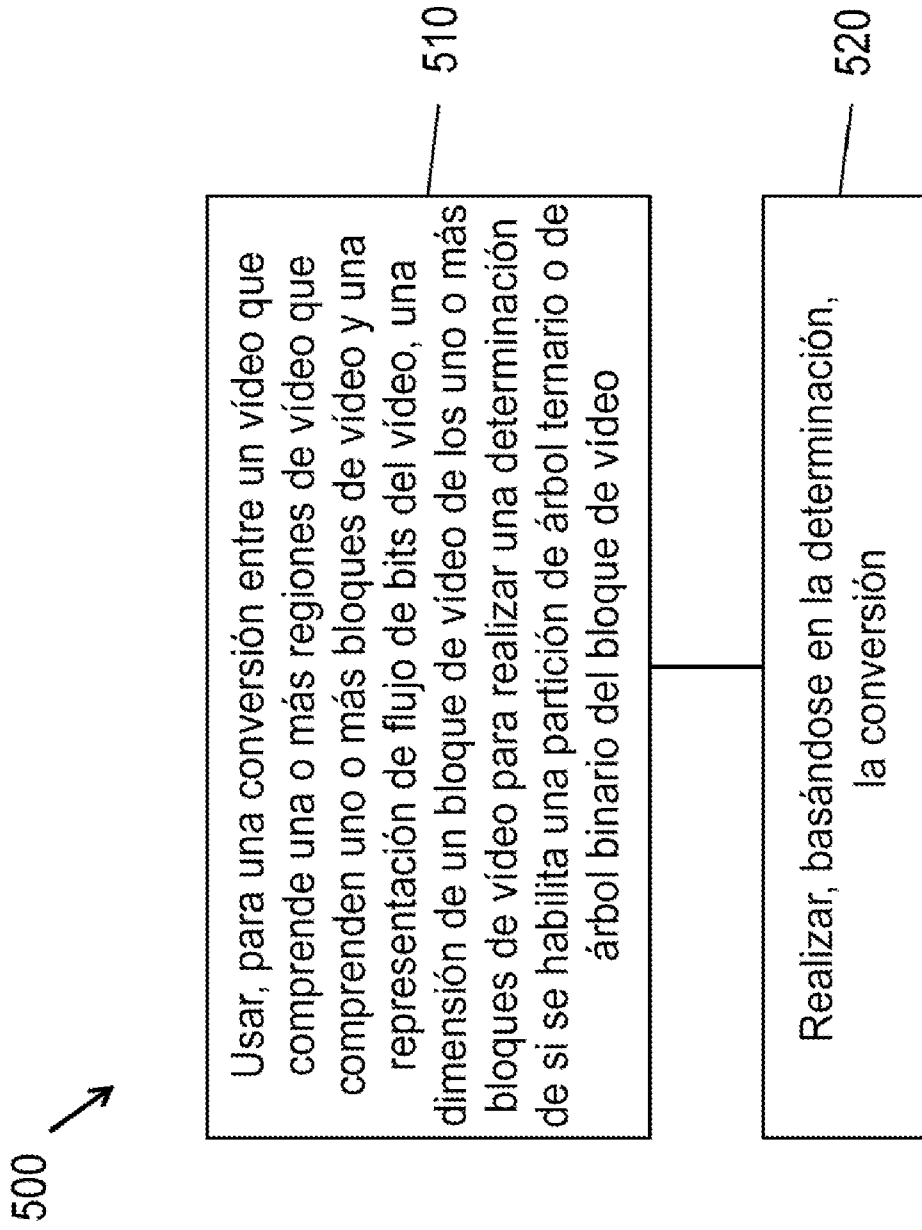 500
Usar, para una conversión entre un vídeo que
comprende una o más regiones de vídeo que
comprenden uno o más bloques de vídeo y una
representación de flujo de bits del vídeo, una
dimensión de un bloque de vídeo de los uno o más
bloques de vídeo para realizar una determinación
de si se habilita una partición de árbol ternario o de
árbol binario del bloque de vídeo
510
Realizar, basándose en la determinación,
la conversión
520